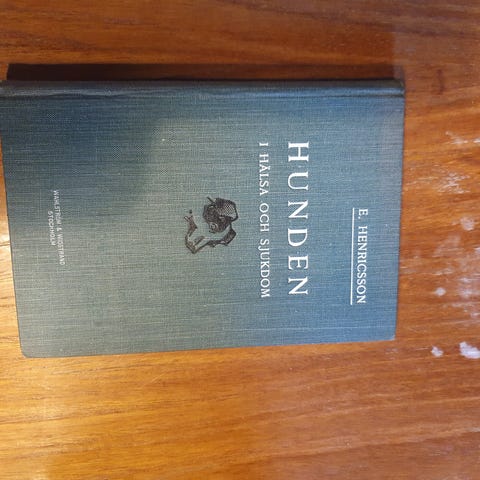 E. HENRICSSON
HUNDEN
I HÄLSA OCH SJUKDOM
WAHLSTRÖM & WIDSTRAND
STOCKHOLM